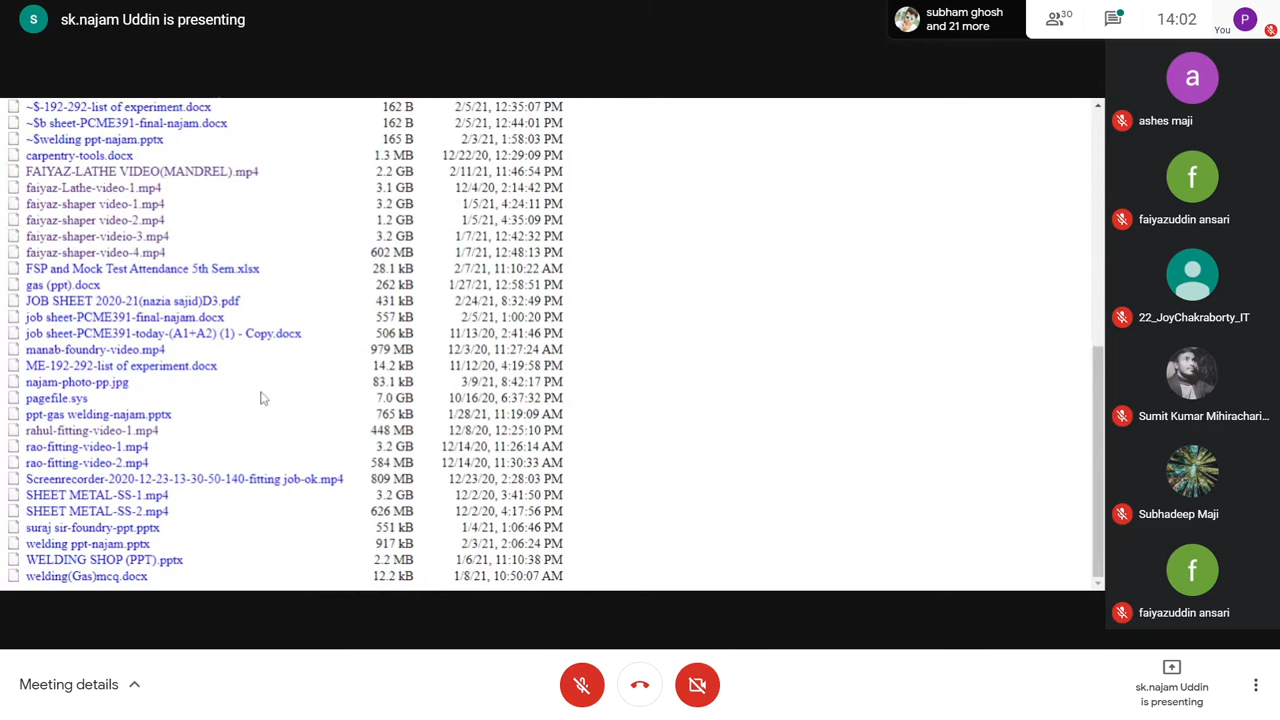 S sk.najam Uddin is presenting
subham ghosh
and 21 more
30
14:02
You
P
~$-192-292-list of experiment.docx 162 B 2/5/21, 12:35:07 PM
~$b sheet-PCME391-final-najam.docx 162 B 2/5/21, 12:44:01 PM
~$welding ppt-najam.pptx 165 B 2/3/21, 1:58:03 PM
carpentry-tools.docx 1.3 MB 12/22/20, 12:29:09 PM
FAIYAZ-LATHE VIDEO(MANDREL).mp4 2.2 GB 2/11/21, 11:46:54 PM
faiyaz-Lathe-video-1.mp4 3.1 GB 12/4/20, 2:14:42 PM
faiyaz-shaper video-1.mp4 3.2 GB 1/5/21, 4:24:11 PM
faiyaz-shaper video-2.mp4 1.2 GB 1/5/21, 4:35:09 PM
faiyaz-shaper-videio-3.mp4 3.2 GB 1/7/21, 12:42:32 PM
faiyaz-shaper-video-4.mp4 602 MB 1/7/21, 12:48:13 PM
FSP and Mock Test Attendance 5th Sem.xlsx 28.1 kB 2/7/21, 11:10:22 AM
gas (ppt).docx 262 kB 1/27/21, 12:58:51 PM
JOB SHEET 2020-21(nazia sajid)D3.pdf 431 kB 2/24/21, 8:32:49 PM
job sheet-PCME391-final-najam.docx 557 kB 2/5/21, 1:00:20 PM
job sheet-PCME391-today-(A1+A2) (1) - Copy.docx 506 kB 11/13/20, 2:41:46 PM
manab-foundry-video.mp4 979 MB 12/3/20, 11:27:24 AM
ME-192-292-list of experiment.docx 14.2 kB 11/12/20, 4:19:58 PM
najam-photo-pp.jpg 83.1 kB 3/9/21, 8:42:17 PM
pagefile.sys 7.0 GB 10/16/20, 6:37:32 PM
ppt-gas welding-najam.pptx 765 kB 1/28/21, 11:19:09 AM
rahul-fitting-video-1.mp4 448 MB 12/8/20, 12:25:10 PM
rao-fitting-video-1.mp4 3.2 GB 12/14/20, 11:26:14 AM
rao-fitting-video-2.mp4 584 MB 12/14/20, 11:30:33 AM
Screenrecorder-2020-12-23-13-30-50-140-fitting job-ok.mp4 809 MB 12/23/20, 2:28:03 PM
SHEET METAL-SS-1.mp4 3.2 GB 12/2/20, 3:41:50 PM
SHEET METAL-SS-2.mp4 626 MB 12/2/20, 4:17:56 PM
suraj sir-foundry-ppt.pptx 551 kB 1/4/21, 1:06:46 PM
welding ppt-najam.pptx 917 kB 2/3/21, 2:06:24 PM
WELDING SHOP (PPT).pptx 2.2 MB 1/6/21, 11:10:38 PM
welding(Gas)mcq.docx 12.2 kB 1/8/21, 10:50:07 AM
a
ashes maji
f
faiyazuddin ansari
22_JoyChakraborty_IT
Sumit Kumar Mihirachari...
Subhadeep Maji
f
faiyazuddin ansari
Meeting details
sk.najam Uddin
is presenting